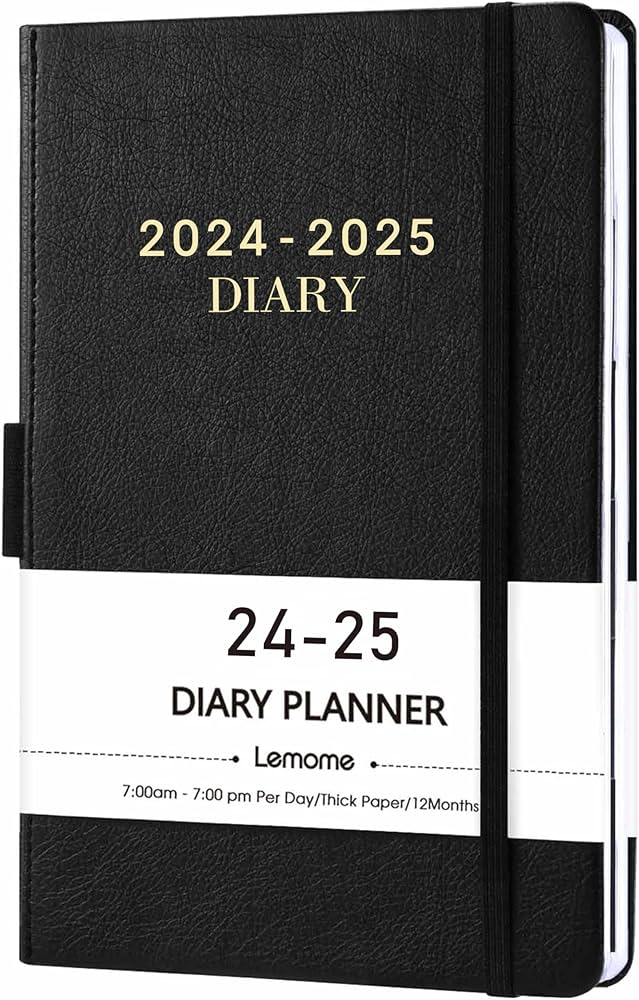 2024-2025
DIARY
24-25
DIARY PLANNER
Lemome
7:00am - 7:00 pm Per Day/Thick Paper/12Months